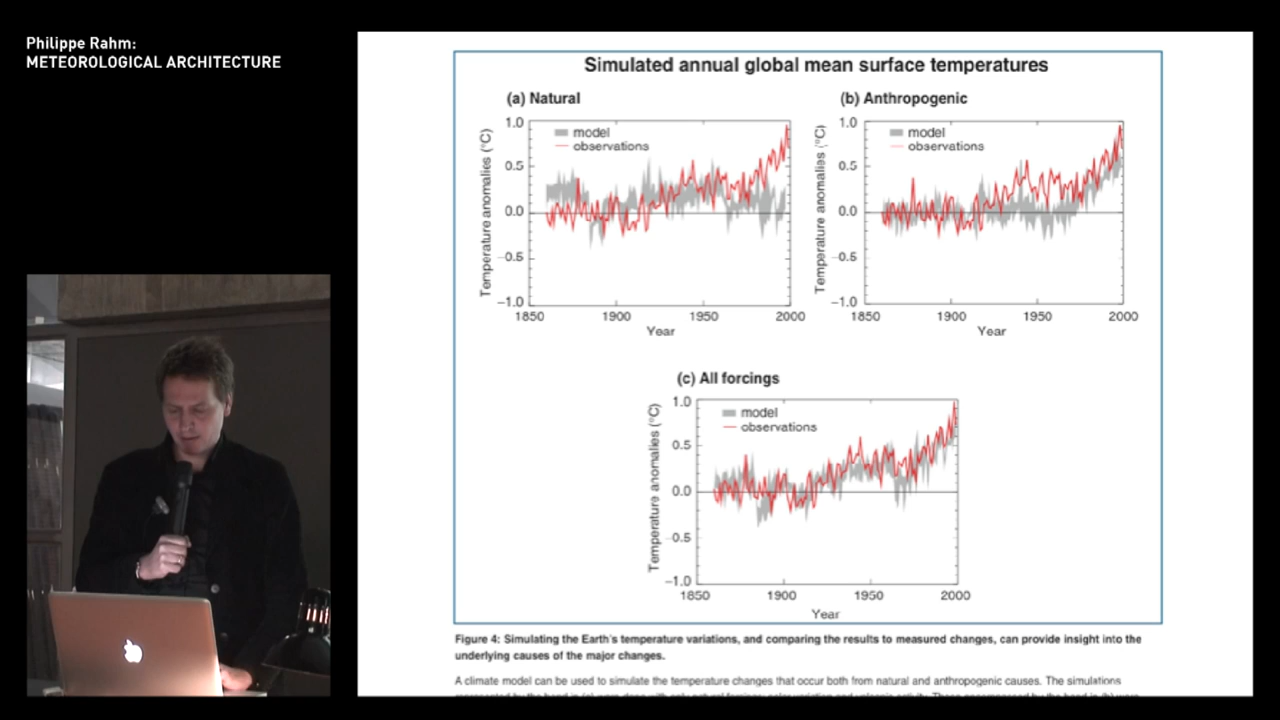 Philippe Rahm:
METEOROLOGICAL ARCHITECTURE
Simulated annual global mean surface temperatures
(a) Natural
Temperature anomalies (°C)
1.0
0.5
0.0
−0.5
−1.0
model
observations
1850 1900 1950 2000
Year
(b) Anthropogenic
Temperature anomalies (°C)
1.0
0.5
0.0
−0.5
−1.0
model
observations
1850 1900 1950 2000
Year
(c) All forcings
Temperature anomalies (°C)
1.0
0.5
0.0
−0.5
−1.0
model
observations
1850 1900 1950 2000
Year
Figure 4: Simulating the Earth's temperature variations, and comparing the results to measured changes, can provide insight into the
underlying causes of the major changes.
A climate model can be used to simulate the temperature changes that occur both from natural and anthropogenic causes. The simulations